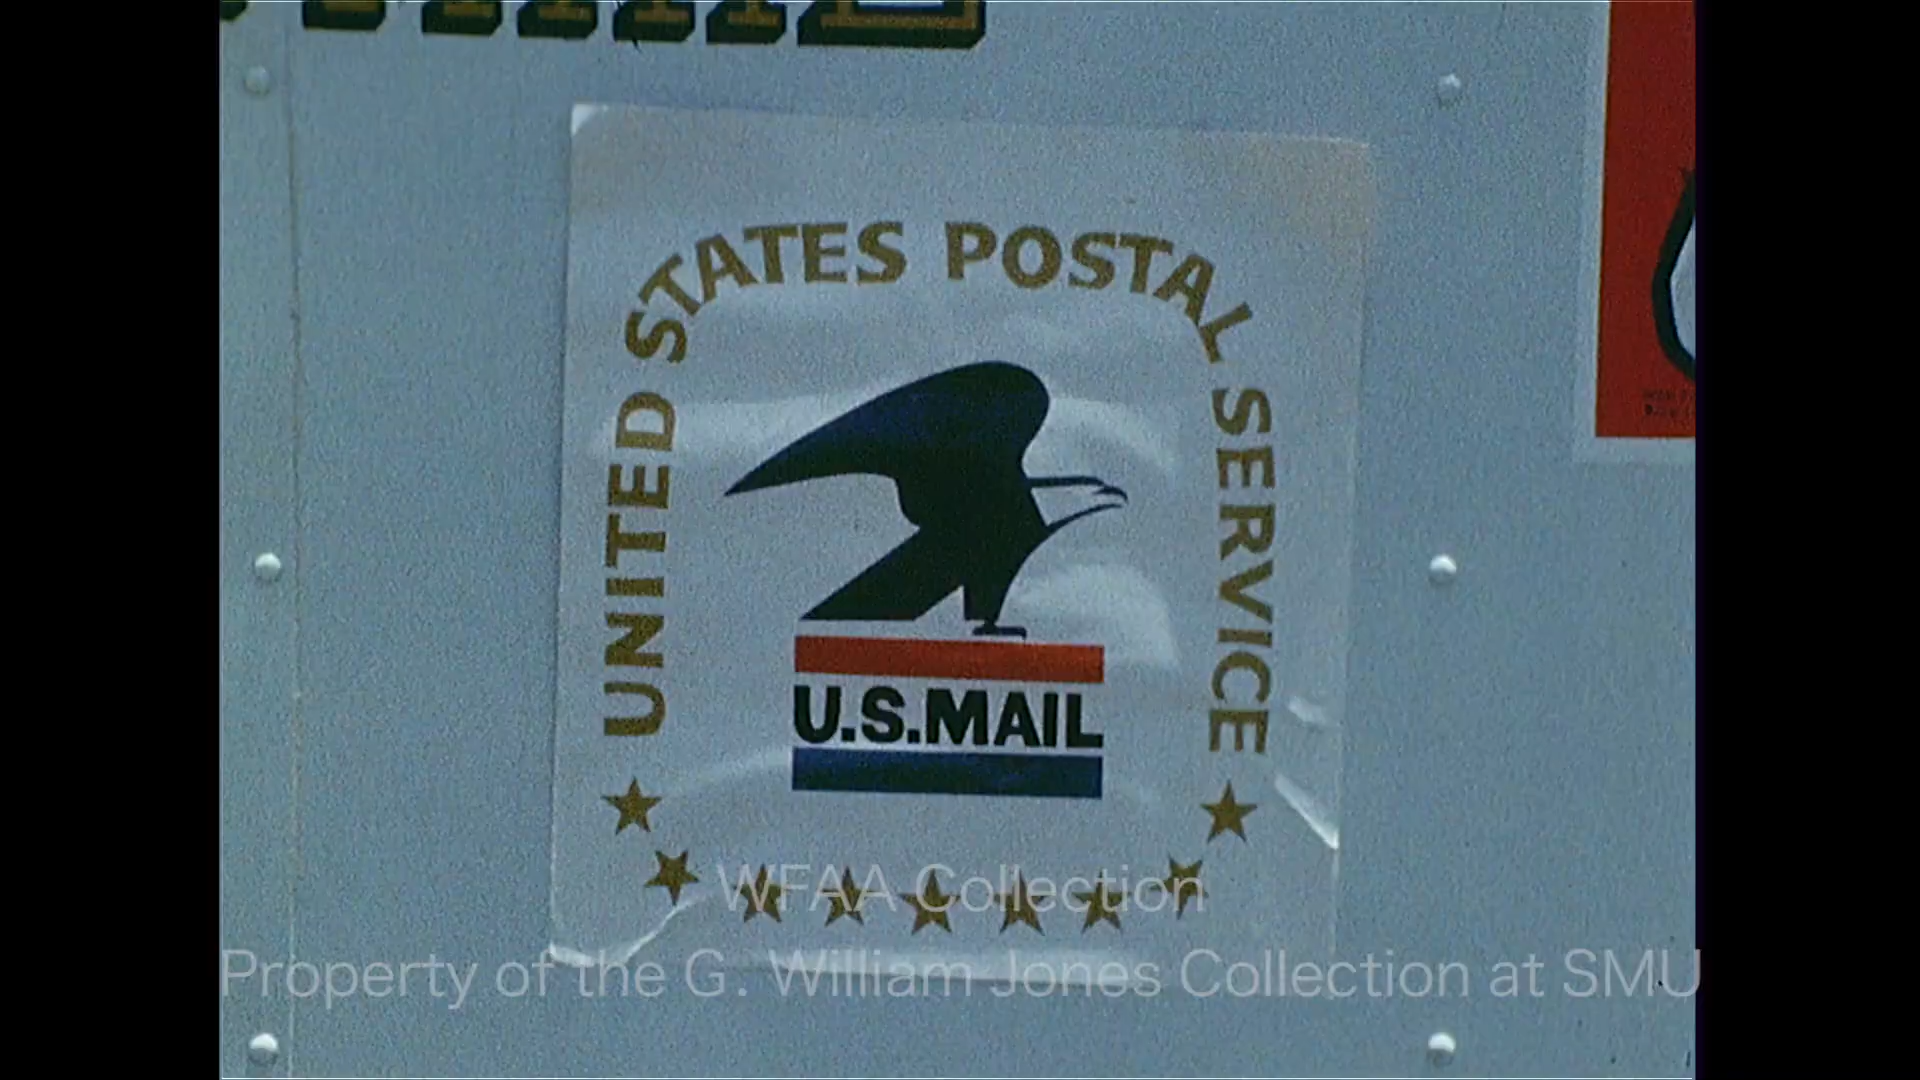 UNITED STATES POSTAL SERVICE
U.S.MAIL
WFAA Collection
Property of the G. William Jones Collection at SMU